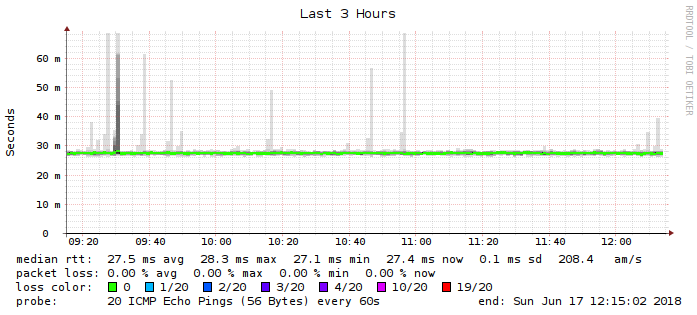 Last 3 Hours
RRDTOOL / TOBI OETIKER
Seconds
60 m
50 m
40 m
30 m
20 m
10 m
0
09:20 09:40 10:00 10:20 10:40 11:00 11:20 11:40 12:00
median rtt: 27.5 ms avg 28.3 ms max 27.1 ms min 27.4 ms now 0.1 ms sd 208.4 am/s
packet loss: 0.00 % avg 0.00 % max 0.00 % min 0.00 % now
loss color: 0 1/20 2/20 3/20 4/20 10/20 19/20
probe: 20 ICMP Echo Pings (56 Bytes) every 60s end: Sun Jun 17 12:15:02 2018